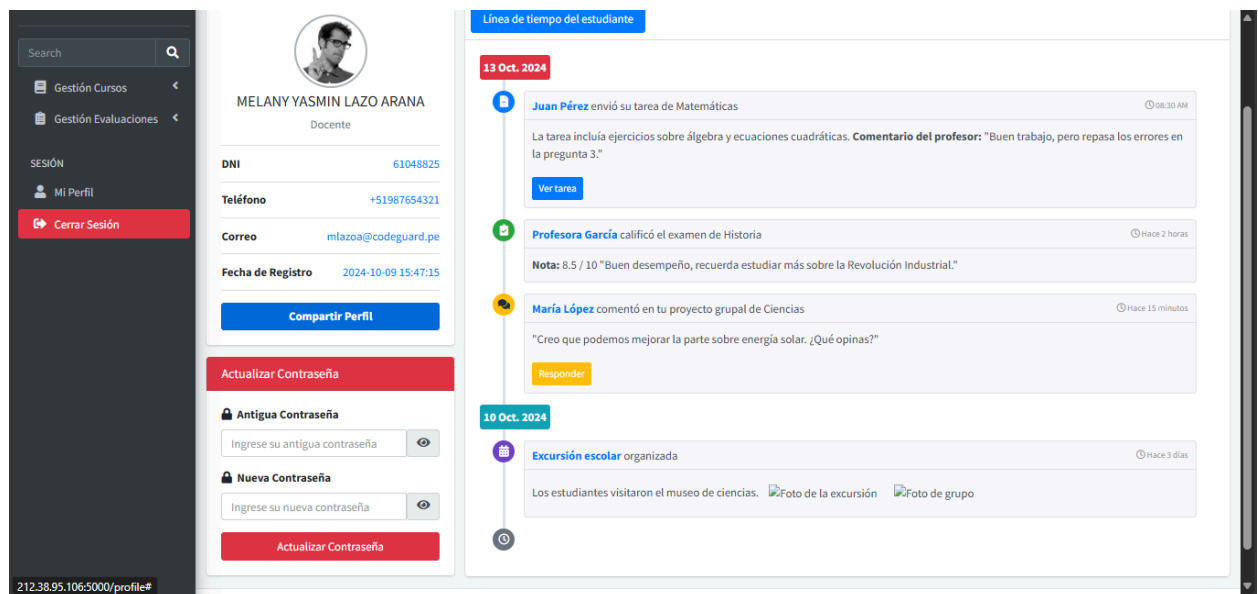 Search
Gestión Cursos
Gestión Evaluaciones
SESIÓN
Mi Perfil
Cerrar Sesión
MELANY YASMIN LAZO ARANA
Docente
DNI 61048825
Teléfono +51987654321
Correo mlazoa@codeguard.pe
Fecha de Registro 2024-10-09 15:47:15
Compartir Perfil
Actualizar Contraseña
Antigua Contraseña
Ingrese su antigua contraseña
Nueva Contraseña
Ingrese su nueva contraseña
Actualizar Contraseña
Línea de tiempo del estudiante
13 Oct. 2024
Juan Pérez envió su tarea de Matemáticas 08:30 AM
La tarea incluía ejercicios sobre álgebra y ecuaciones cuadráticas. Comentario del profesor: "Buen trabajo, pero repasa los errores en
la pregunta 3."
Ver tarea
Profesora García calificó el examen de Historia Hace 2 horas
Nota: 8.5 / 10 "Buen desempeño, recuerda estudiar más sobre la Revolución Industrial."
María López comentó en tu proyecto grupal de Ciencias Hace 15 minutos
"Creo que podemos mejorar la parte sobre energía solar. ¿Qué opinas?"
Responder
10 Oct. 2024
Excursión escolar organizada Hace 3 días
Los estudiantes visitaron el museo de ciencias. Foto de la excursión Foto de grupo
212.38.95.106:5000/profile#